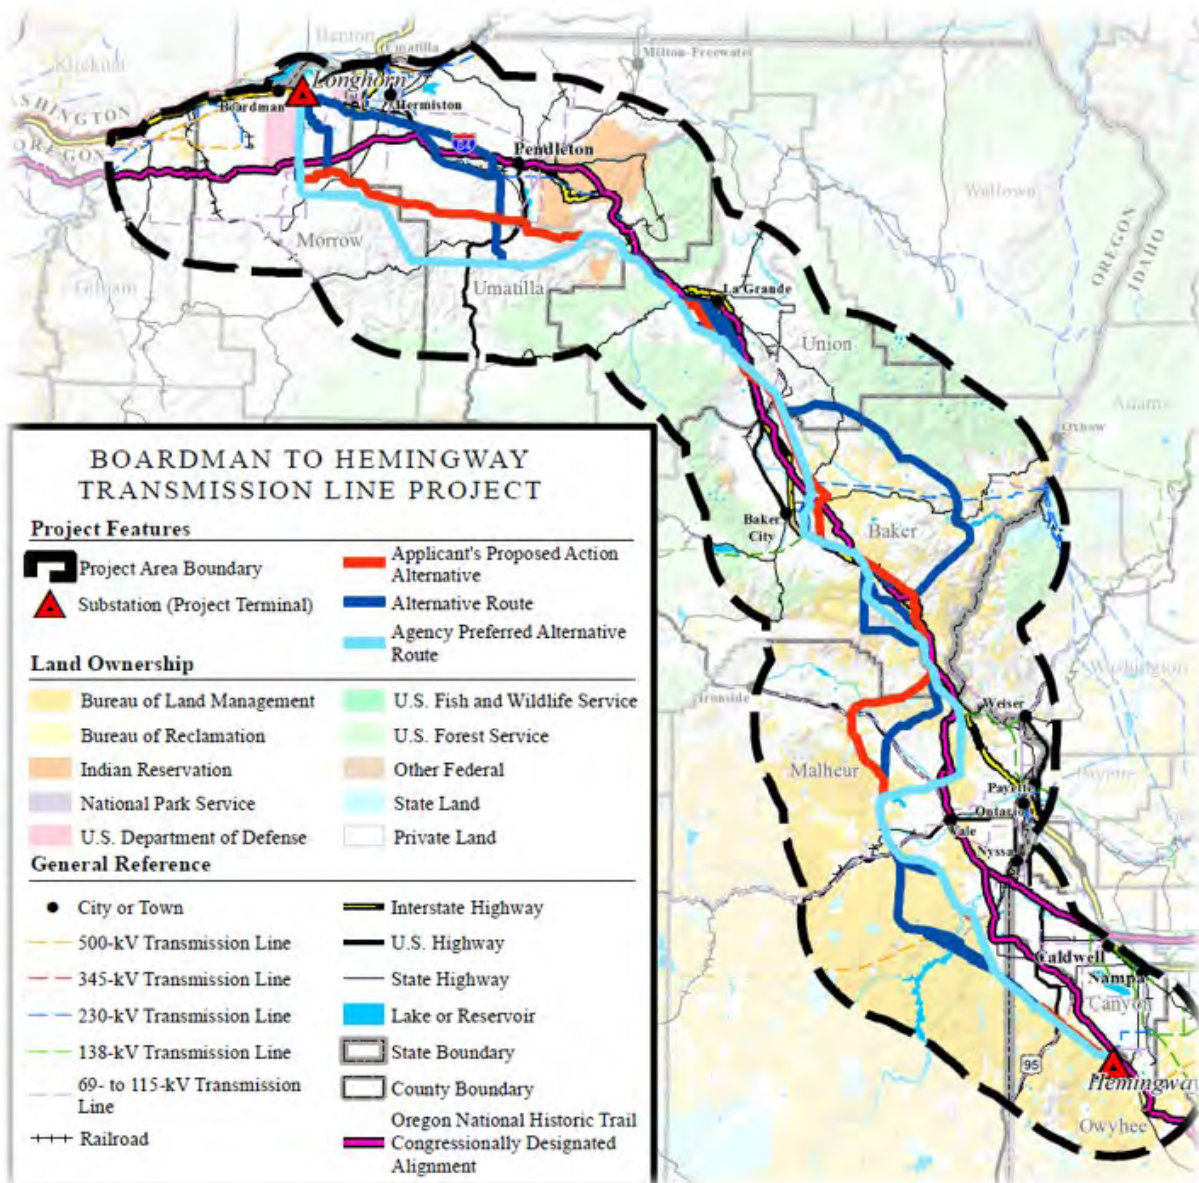 Benton
Umatilla
Klickitat
Milton-Freewater
Longhorn
WASHINGTON
Boardman
Hermiston
OREGON
84
Pendleton
Wallowa
OREGON
IDAHO
Morrow
Gilliam
Umatilla
La Grande
Union
Adams
Oxbow
BOARDMAN TO HEMINGWAY
TRANSMISSION LINE PROJECT
Project Features
Project Area Boundary
Substation (Project Terminal)
Applicant's Proposed Action
Alternative
Alternative Route
Agency Preferred Alternative
Route
Land Ownership
Bureau of Land Management
Bureau of Reclamation
Indian Reservation
National Park Service
U.S. Department of Defense
U.S. Fish and Wildlife Service
U.S. Forest Service
Other Federal
State Land
Private Land
General Reference
City or Town
500-kV Transmission Line
345-kV Transmission Line
230-kV Transmission Line
138-kV Transmission Line
69- to 115-kV Transmission
Line
Railroad
Interstate Highway
U.S. Highway
State Highway
Lake or Reservoir
State Boundary
County Boundary
Oregon National Historic Trail
Congressionally Designated
Alignment
Baker
City
Baker
Washington
Ironside
Weiser
Malheur
Payette
Payette
Ontario
Vale
Nyssa
Caldwell
Nampa
Canyon
95
Hemingway
Owyhee